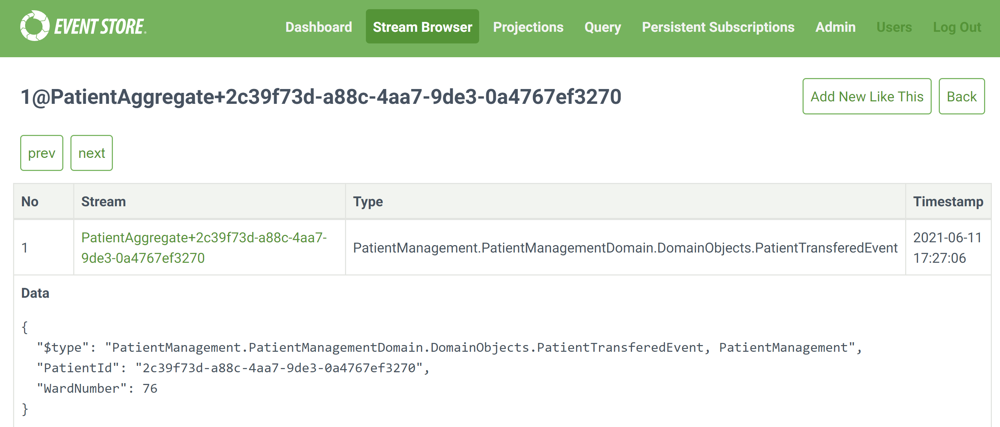 EVENT STORE®
Dashboard Stream Browser Projections Query Persistent Subscriptions Admin Users Log Out
1@PatientAggregate+2c39f73d-a88c-4aa7-9de3-0a4767ef3270
Add New Like This Back
prev next
No Stream Type Timestamp
1 PatientAggregate+2c39f73d-a88c-4aa7-
9de3-0a4767ef3270
PatientManagement.PatientManagementDomain.DomainObjects.PatientTransferedEvent
2021-06-11
17:27:06
Data
{
"$type": "PatientManagement.PatientManagementDomain.DomainObjects.PatientTransferedEvent, PatientManagement",
"PatientId": "2c39f73d-a88c-4aa7-9de3-0a4767ef3270",
"WardNumber": 76
}